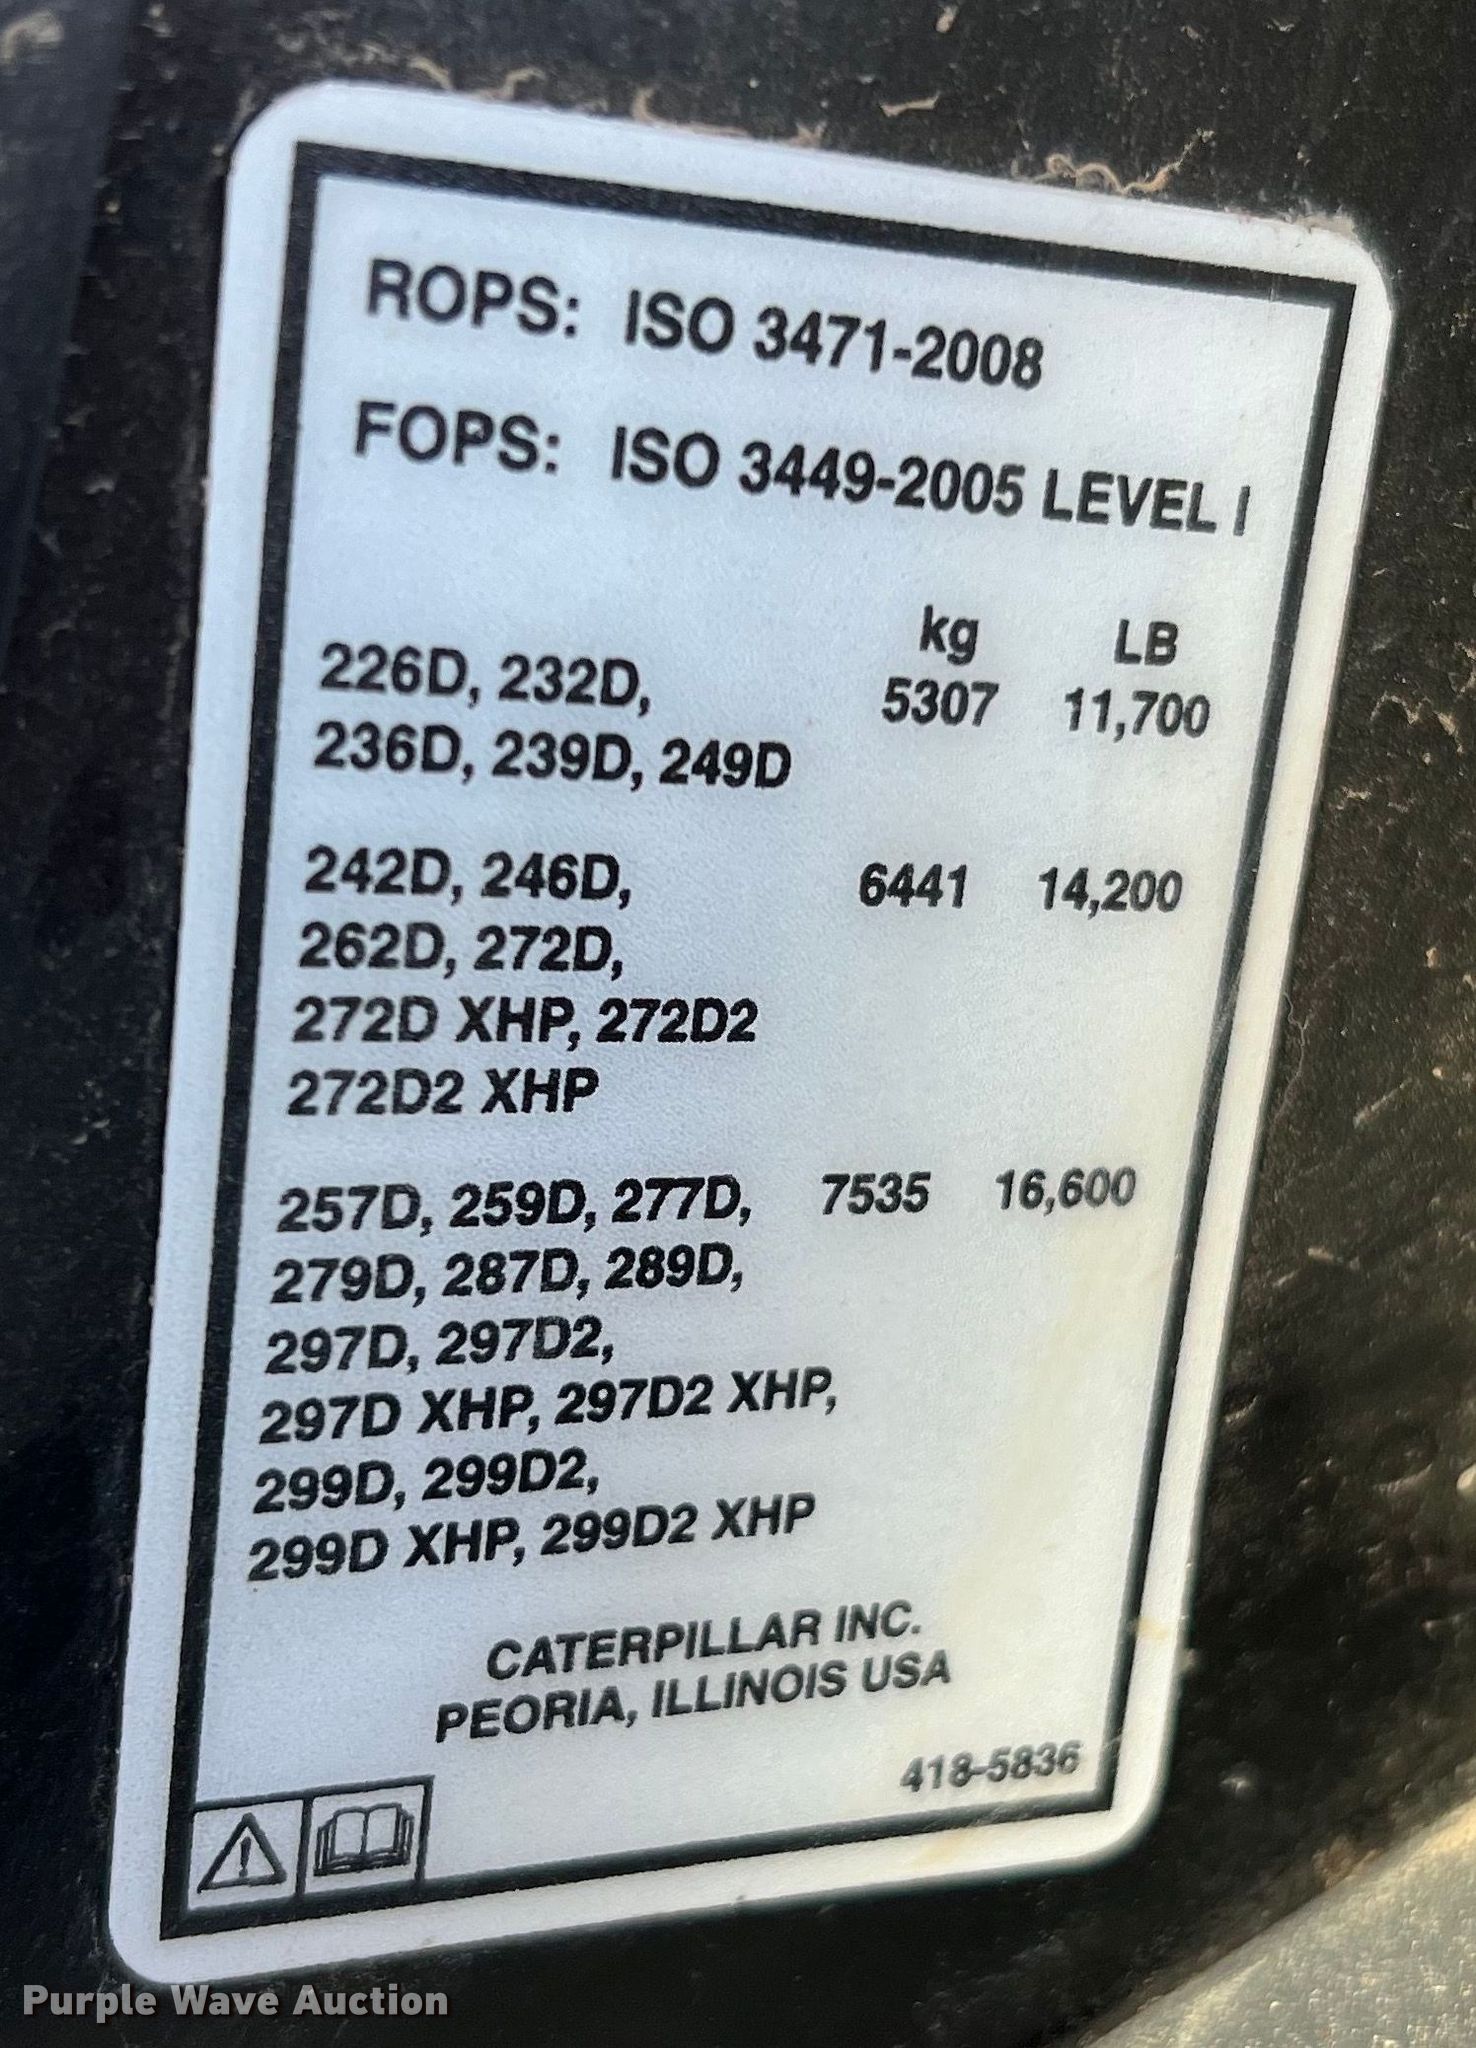 ROPS: ISO 3471-2008
FOPS: ISO 3449-2005 LEVEL I
kg LB
226D, 232D, 5307 11,700
236D, 239D, 249D
242D, 246D, 6441 14,200
262D, 272D,
272D XHP, 272D2
272D2 XHP
257D, 259D, 277D, 7535 16,600
279D, 287D, 289D,
297D, 297D2,
297D XHP, 297D2 XHP,
299D, 299D2,
299D XHP, 299D2 XHP
CATERPILLAR INC.
PEORIA, ILLINOIS USA
418-5836
Purple Wave Auction